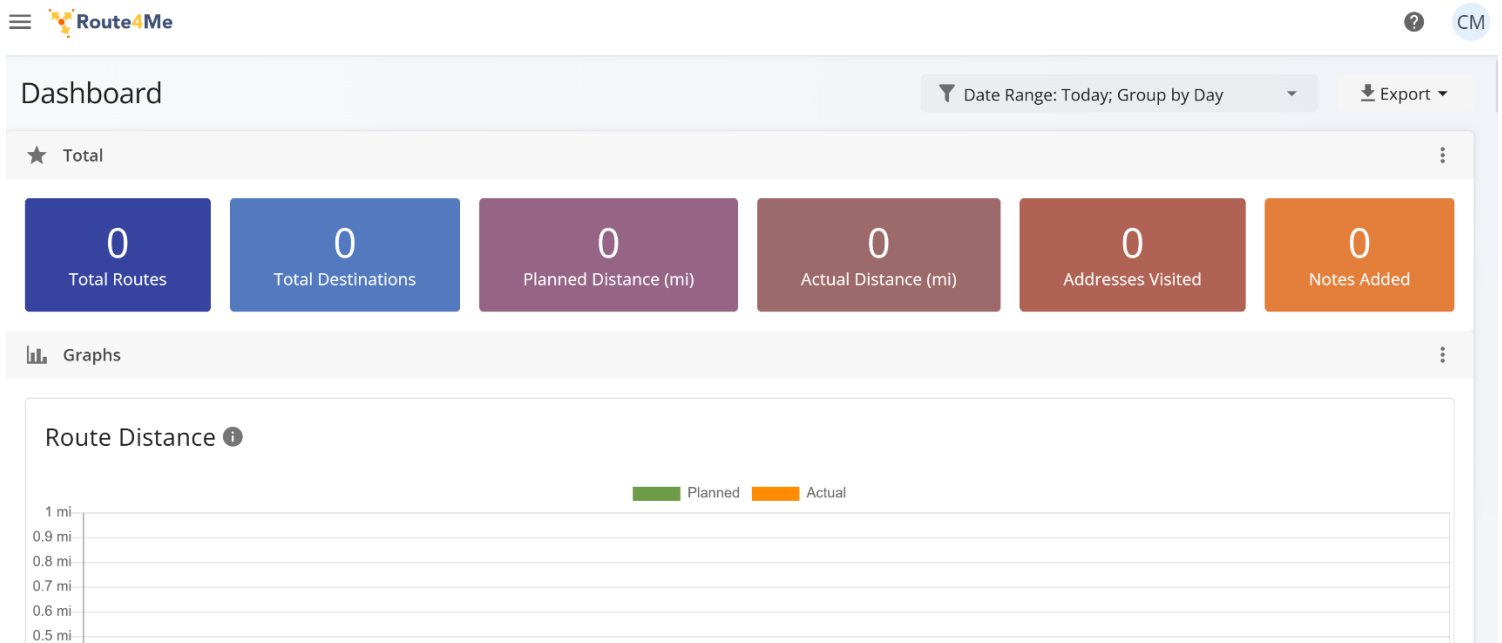 Route4Me
CM
Dashboard
Date Range: Today; Group by Day
Export
Total
0
Total Routes
0
Total Destinations
0
Planned Distance (mi)
0
Actual Distance (mi)
0
Addresses Visited
0
Notes Added
Graphs
Route Distance
Planned
Actual
1 mi
0.9 mi
0.8 mi
0.7 mi
0.6 mi
0.5 mi